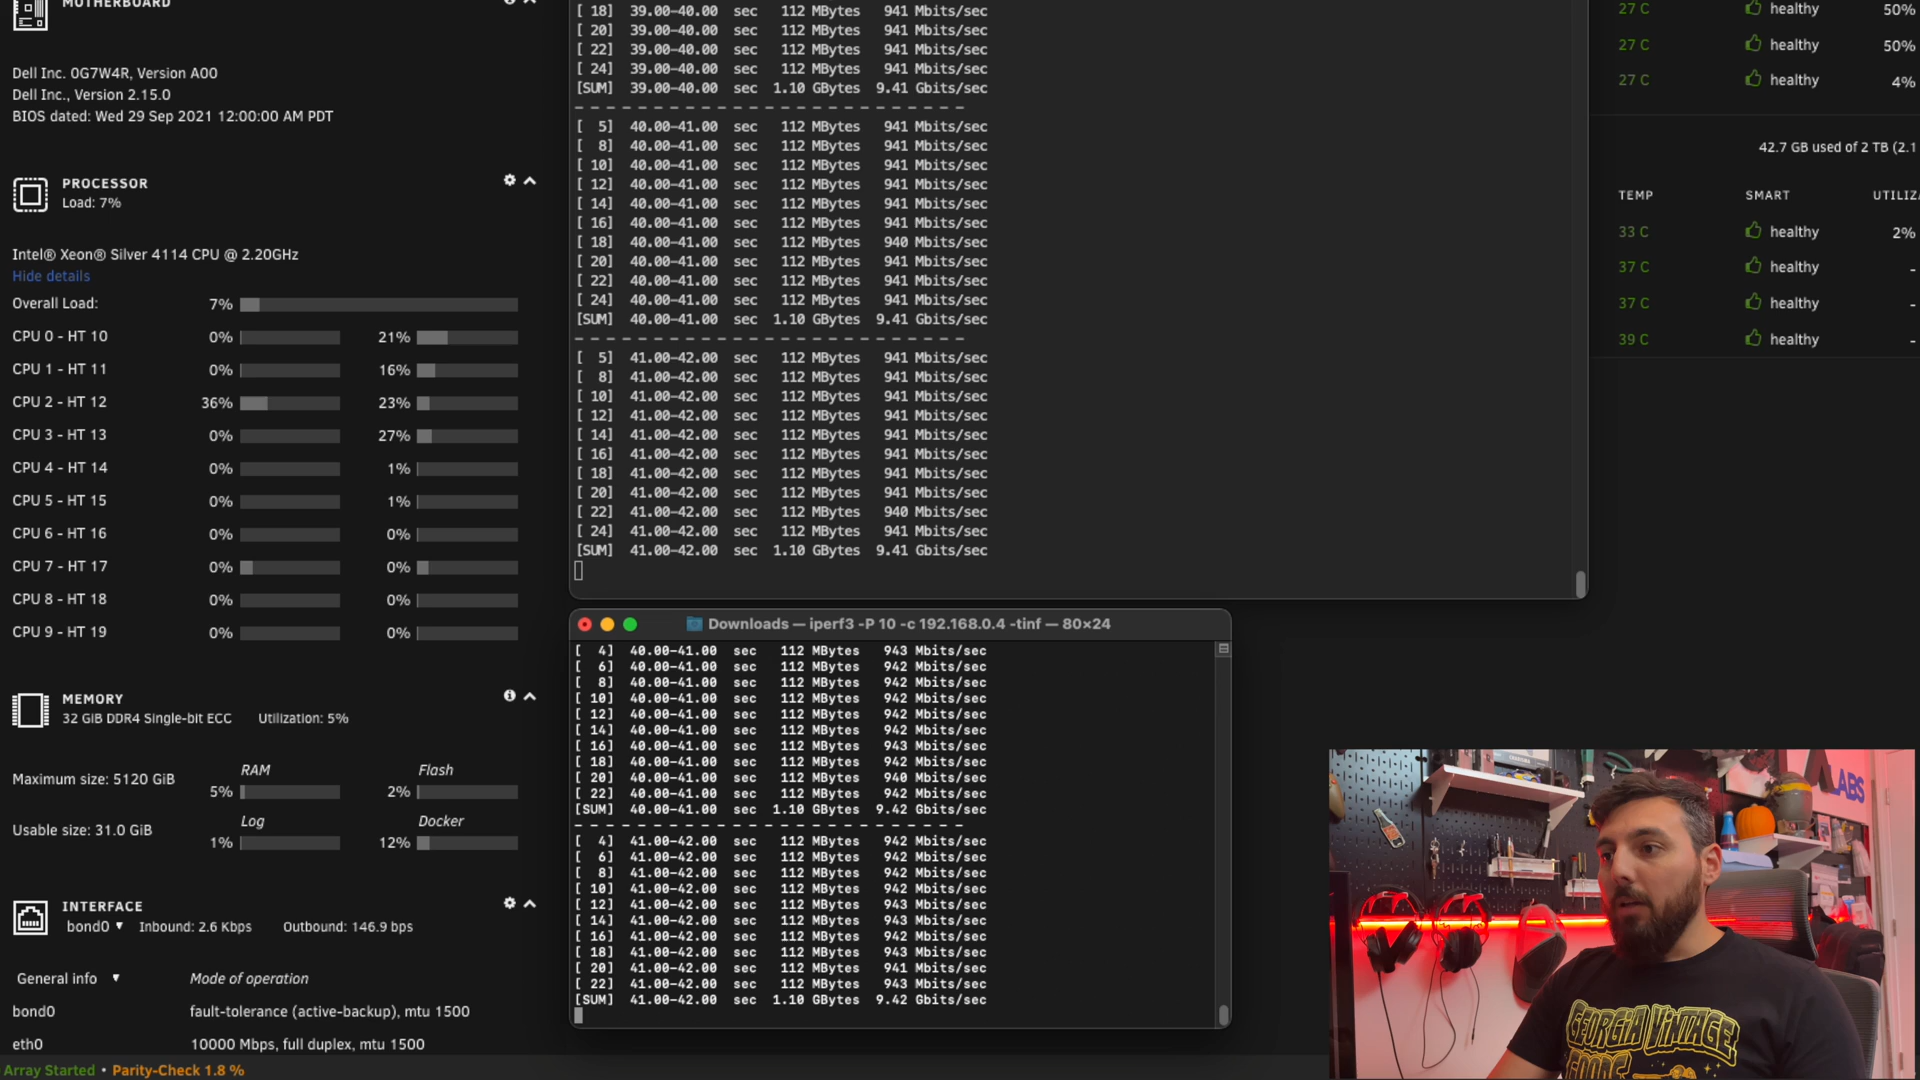 MOTHERBOARD
Dell Inc. 0G7W4R, Version A00
Dell Inc., Version 2.15.0
BIOS dated: Wed 29 Sep 2021 12:00:00 AM PDT
PROCESSOR
Load: 7%
Intel® Xeon® Silver 4114 CPU @ 2.20GHz
Hide details
Overall Load: 7%
CPU 0 - HT 10 0% 21%
CPU 1 - HT 11 0% 16%
CPU 2 - HT 12 36% 23%
CPU 3 - HT 13 0% 27%
CPU 4 - HT 14 0% 1%
CPU 5 - HT 15 0% 1%
CPU 6 - HT 16 0% 0%
CPU 7 - HT 17 0% 0%
CPU 8 - HT 18 0% 0%
CPU 9 - HT 19 0% 0%
MEMORY
32 GiB DDR4 Single-bit ECC Utilization: 5%
RAM Flash
Maximum size: 5120 GiB 5% 2%
Log Docker
Usable size: 31.0 GiB 1% 12%
INTERFACE
bond0 Inbound: 2.6 Kbps Outbound: 146.9 bps
General info Mode of operation
bond0 fault-tolerance (active-backup), mtu 1500
eth0 10000 Mbps, full duplex, mtu 1500
Array Started • Parity-Check 1.8 %
[ 18] 39.00-40.00 sec 112 MBytes 941 Mbits/sec
[ 20] 39.00-40.00 sec 112 MBytes 941 Mbits/sec
[ 22] 39.00-40.00 sec 112 MBytes 941 Mbits/sec
[ 24] 39.00-40.00 sec 112 MBytes 941 Mbits/sec
[SUM] 39.00-40.00 sec 1.10 GBytes 9.41 Gbits/sec
- - - - - - - - - - - - - - - - - - - - - - - - -
[ 5] 40.00-41.00 sec 112 MBytes 941 Mbits/sec
[ 8] 40.00-41.00 sec 112 MBytes 941 Mbits/sec
[ 10] 40.00-41.00 sec 112 MBytes 941 Mbits/sec
[ 12] 40.00-41.00 sec 112 MBytes 941 Mbits/sec
[ 14] 40.00-41.00 sec 112 MBytes 941 Mbits/sec
[ 16] 40.00-41.00 sec 112 MBytes 941 Mbits/sec
[ 18] 40.00-41.00 sec 112 MBytes 940 Mbits/sec
[ 20] 40.00-41.00 sec 112 MBytes 941 Mbits/sec
[ 22] 40.00-41.00 sec 112 MBytes 941 Mbits/sec
[ 24] 40.00-41.00 sec 112 MBytes 941 Mbits/sec
[SUM] 40.00-41.00 sec 1.10 GBytes 9.41 Gbits/sec
- - - - - - - - - - - - - - - - - - - - - - - - -
[ 5] 41.00-42.00 sec 112 MBytes 941 Mbits/sec
[ 8] 41.00-42.00 sec 112 MBytes 941 Mbits/sec
[ 10] 41.00-42.00 sec 112 MBytes 941 Mbits/sec
[ 12] 41.00-42.00 sec 112 MBytes 941 Mbits/sec
[ 14] 41.00-42.00 sec 112 MBytes 941 Mbits/sec
[ 16] 41.00-42.00 sec 112 MBytes 941 Mbits/sec
[ 18] 41.00-42.00 sec 112 MBytes 941 Mbits/sec
[ 20] 41.00-42.00 sec 112 MBytes 941 Mbits/sec
[ 22] 41.00-42.00 sec 112 MBytes 940 Mbits/sec
[ 24] 41.00-42.00 sec 112 MBytes 941 Mbits/sec
[SUM] 41.00-42.00 sec 1.10 GBytes 9.41 Gbits/sec
Downloads — iperf3 -P 10 -c 192.168.0.4 -tinf — 80×24
[ 4] 40.00-41.00 sec 112 MBytes 943 Mbits/sec
[ 6] 40.00-41.00 sec 112 MBytes 942 Mbits/sec
[ 8] 40.00-41.00 sec 112 MBytes 942 Mbits/sec
[ 10] 40.00-41.00 sec 112 MBytes 942 Mbits/sec
[ 12] 40.00-41.00 sec 112 MBytes 942 Mbits/sec
[ 14] 40.00-41.00 sec 112 MBytes 942 Mbits/sec
[ 16] 40.00-41.00 sec 112 MBytes 943 Mbits/sec
[ 18] 40.00-41.00 sec 112 MBytes 942 Mbits/sec
[ 20] 40.00-41.00 sec 112 MBytes 940 Mbits/sec
[ 22] 40.00-41.00 sec 112 MBytes 942 Mbits/sec
[SUM] 40.00-41.00 sec 1.10 GBytes 9.42 Gbits/sec
- - - - - - - - - - - - - - - - - - - - - - - - -
[ 4] 41.00-42.00 sec 112 MBytes 942 Mbits/sec
[ 6] 41.00-42.00 sec 112 MBytes 942 Mbits/sec
[ 8] 41.00-42.00 sec 112 MBytes 942 Mbits/sec
[ 10] 41.00-42.00 sec 112 MBytes 942 Mbits/sec
[ 12] 41.00-42.00 sec 112 MBytes 943 Mbits/sec
[ 14] 41.00-42.00 sec 112 MBytes 943 Mbits/sec
[ 16] 41.00-42.00 sec 112 MBytes 942 Mbits/sec
[ 18] 41.00-42.00 sec 112 MBytes 943 Mbits/sec
[ 20] 41.00-42.00 sec 112 MBytes 941 Mbits/sec
[ 22] 41.00-42.00 sec 112 MBytes 943 Mbits/sec
[SUM] 41.00-42.00 sec 1.10 GBytes 9.42 Gbits/sec
27 C healthy 50%
27 C healthy 50%
27 C healthy 4%
42.7 GB used of 2 TB (2.1
TEMP SMART UTILIZA
33 C healthy 2%
37 C healthy -
37 C healthy -
39 C healthy -
LABS
GEORGIA VINTAGE
GOODS